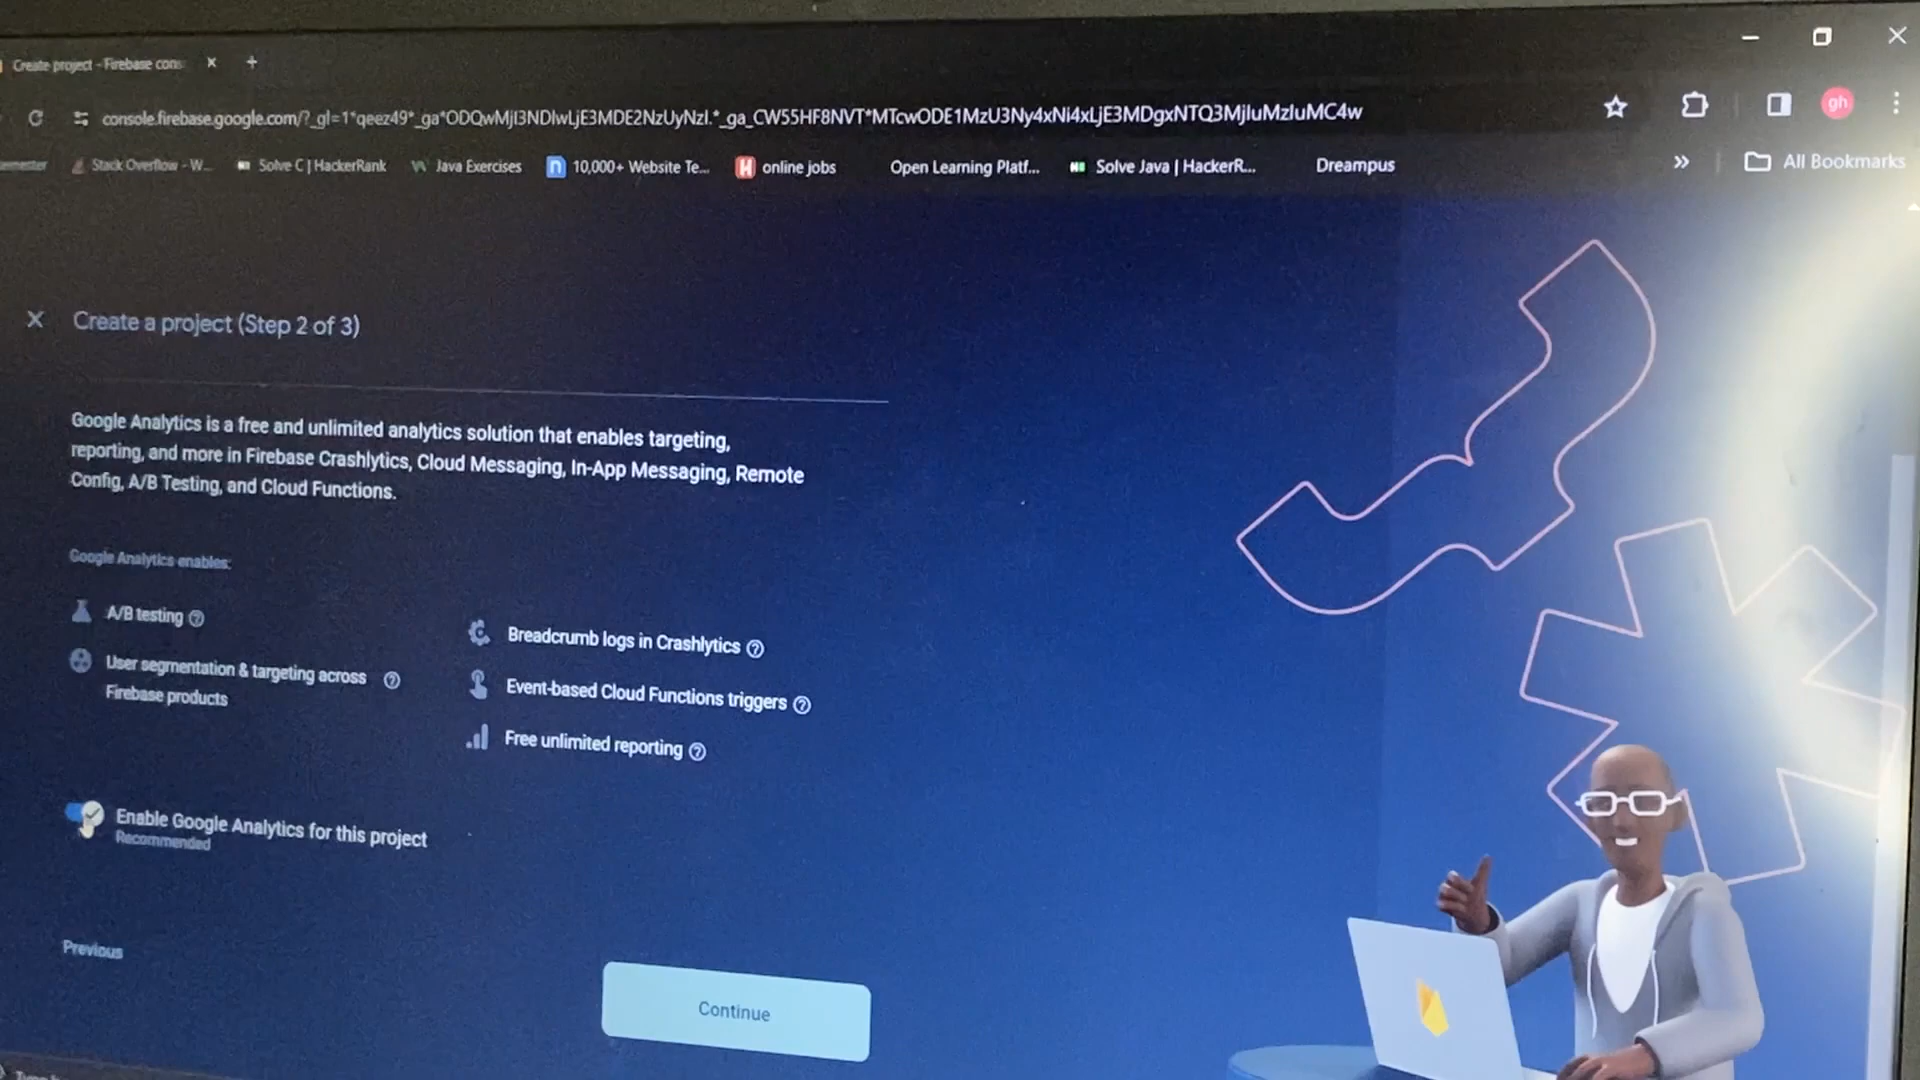 Create project - Firebase cons
console.firebase.google.com/?_gl=1*qeez49*_ga*ODQwMjI3NDIwLjE3MDE2NzUyNzI.*_ga_CW55HF8NVT*MTcwODE1MzU3Ny4xNi4xLjE3MDgxNTQ3MjIuMzIuMC4w
gh
emester Stack Overflow - W... Solve C | HackerRank Java Exercises 10,000+ Website Te... online jobs Open Learning Platf... Solve Java | HackerR... Dreampus » All Bookmarks
Create a project (Step 2 of 3)
Google Analytics is a free and unlimited analytics solution that enables targeting,
reporting, and more in Firebase Crashlytics, Cloud Messaging, In-App Messaging, Remote
Config, A/B Testing, and Cloud Functions.
Google Analytics enables:
A/B testing
User segmentation & targeting across
Firebase products
Breadcrumb logs in Crashlytics
Event-based Cloud Functions triggers
Free unlimited reporting
Enable Google Analytics for this project
Recommended
Previous
Continue